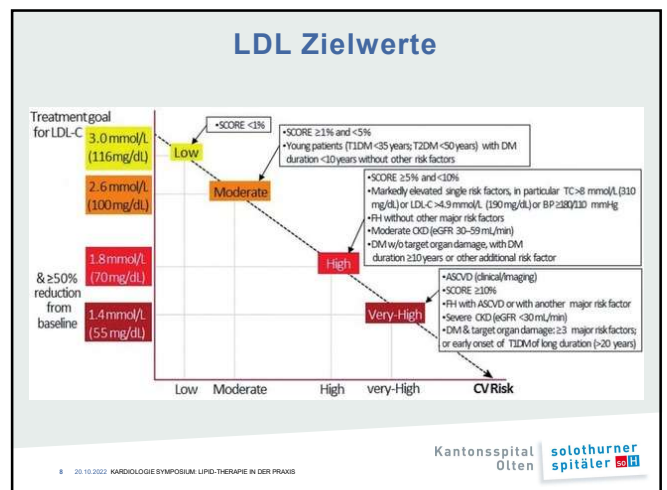 LDL Zielwerte
Treatment goal
for LDL-C
3.0 mmol/L
(116 mg/dL)
2.6 mmol/L
(100 mg/dL)
1.8 mmol/L
(70 mg/dL)
& ≥50%
reduction
from
baseline
1.4 mmol/L
(55 mg/dL)
Low
•SCORE <1%
Moderate
•SCORE ≥1% and <5%
•Young patients (T1DM <35 years; T2DM <50 years) with DM
duration <10 years without other risk factors
High
•SCORE ≥5% and <10%
•Markedly elevated single risk factors, in particular TC>8 mmol/L (310
mg/dL) or LDL-C >4.9 mmol/L (190 mg/dL) or BP ≥180/110 mmHg
•FH without other major risk factors
•Moderate CKD (eGFR 30–59 mL/min)
•DM w/o target organ damage, with DM
duration ≥10 years or other additional risk factor
Very-High
•ASCVD (clinical/imaging)
•SCORE ≥10%
•FH with ASCVD or with another major risk factor
•Severe CKD (eGFR <30 mL/min)
•DM & target organ damage: ≥3 major risk factors;
or early onset of T1DM of long duration (>20 years)
Low Moderate High very-High CV Risk
8 20.10.2022 KARDIOLOGIE SYMPOSIUM: LIPID-THERAPIE IN DER PRAXIS
Kantonsspital
Olten
solothurner
spitäler so H